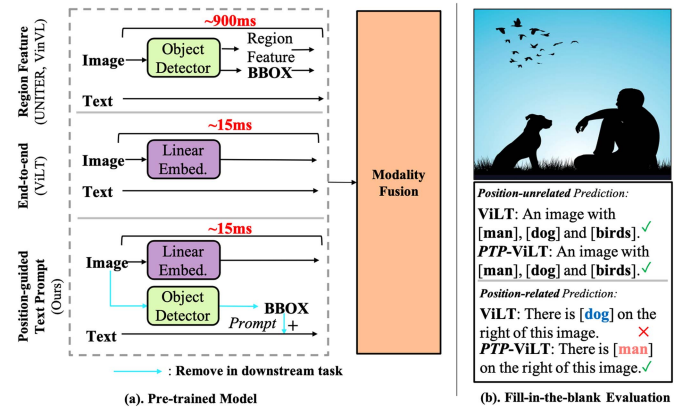 Region Feature
(UNITER, VinVL)
~900ms
Image
Object
Detector
Region
Feature
BBOX
Text
End-to-end
(ViLT)
~15ms
Image
Linear
Embed.
Text
Position-guided
Text Prompt
(Ours)
~15ms
Image
Linear
Embed.
Object
Detector
BBOX
Prompt +
Text
: Remove in downstream task
Modality
Fusion
(a). Pre-trained Model
Position-unrelated Prediction:
ViLT: An image with
[man], [dog] and [birds]. ✓
PTP-ViLT: An image with
[man], [dog] and [birds]. ✓
Position-related Prediction:
ViLT: There is [dog] on the
right of this image. ✕
PTP-ViLT: There is [man]
on the right of this image. ✓
(b). Fill-in-the-blank Evaluation